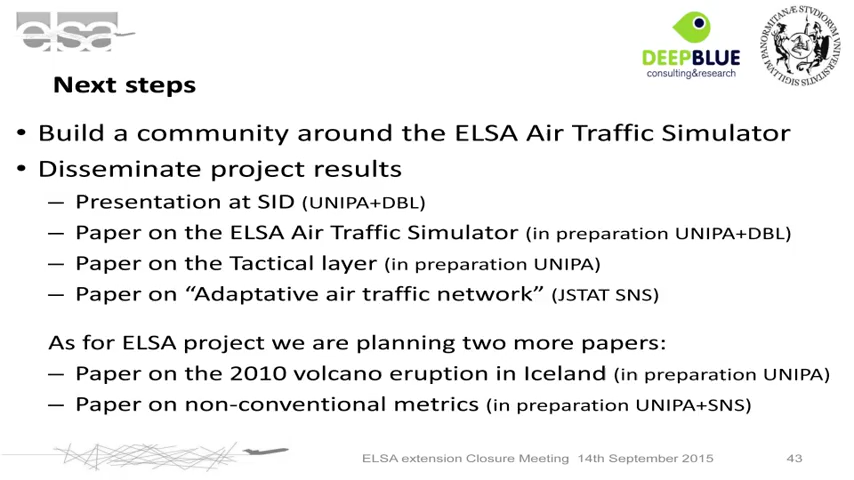 elsa
DEEPBLUE
consulting&research
Next steps
• Build a community around the ELSA Air Traffic Simulator
• Disseminate project results
– Presentation at SID (UNIPA+DBL)
– Paper on the ELSA Air Traffic Simulator (in preparation UNIPA+DBL)
– Paper on the Tactical layer (in preparation UNIPA)
– Paper on “Adaptative air traffic network” (JSTAT SNS)
As for ELSA project we are planning two more papers:
– Paper on the 2010 volcano eruption in Iceland (in preparation UNIPA)
– Paper on non-conventional metrics (in preparation UNIPA+SNS)
ELSA extension Closure Meeting 14th September 2015
43